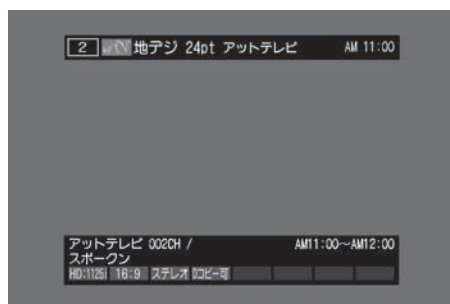 2 地デジ 24pt アットテレビ AM 11:00
アットテレビ 002CH / AM11:00～AM12:00
スポークン
HD:1125i 16:9 ステレオ 0コピー可